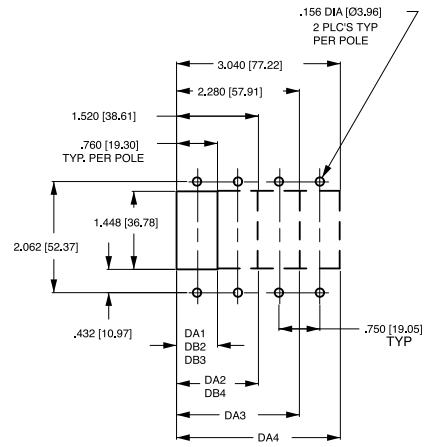 .156 DIA [Ø3.96]
2 PLC'S TYP
PER POLE
3.040 [77.22]
2.280 [57.91]
1.520 [38.61]
.760 [19.30]
TYP. PER POLE
1.448 [36.78]
2.062 [52.37]
.432 [10.97]
DA1
DB2
DB3
.750 [19.05]
TYP
DA2
DB4
DA3
DA4